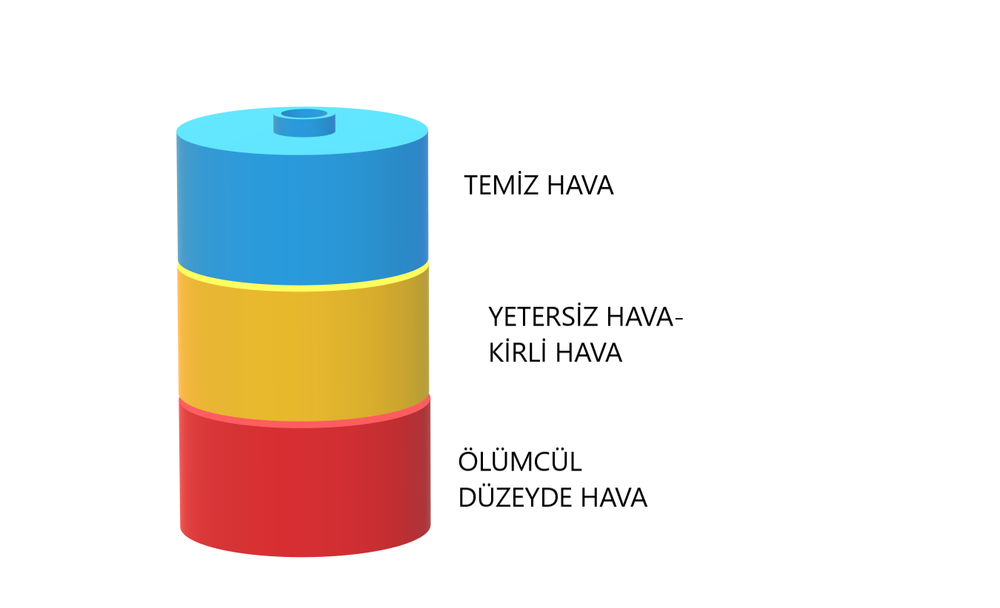 TEMİZ HAVA
YETERSİZ HAVA-
KİRLİ HAVA
ÖLÜMCÜL
DÜZEYDE HAVA